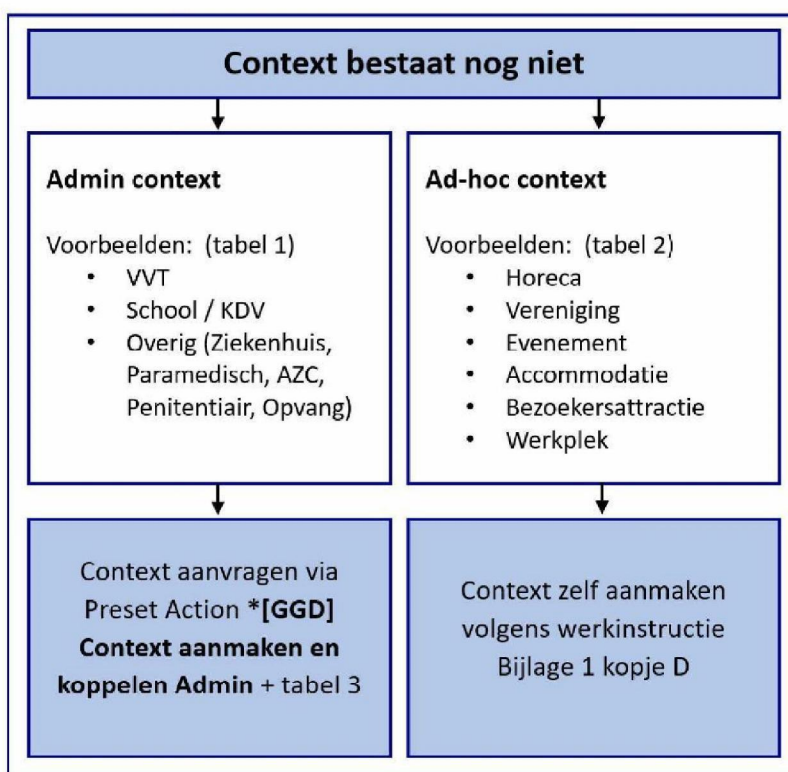 Context bestaat nog niet
Admin context
Voorbeelden: (tabel 1)
• VVT
• School / KDV
• Overig (Ziekenhuis,
Paramedisch, AZC,
Penitentiair, Opvang)
Ad-hoc context
Voorbeelden: (tabel 2)
• Horeca
• Vereniging
• Evenement
• Accommodatie
• Bezoekersattractie
• Werkplek
Context aanvragen via
Preset Action *[GGD]
Context aanmaken en
koppelen Admin + tabel 3
Context zelf aanmaken
volgens werkinstructie
Bijlage 1 kopje D